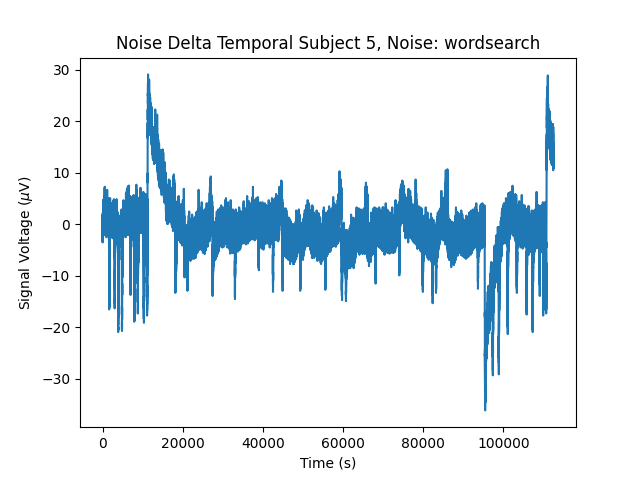 Noise Delta Temporal Subject 5, Noise: wordsearch
Signal Voltage (μV)
30
20
10
0
−10
−20
−30
0 20000 40000 60000 80000 100000
Time (s)